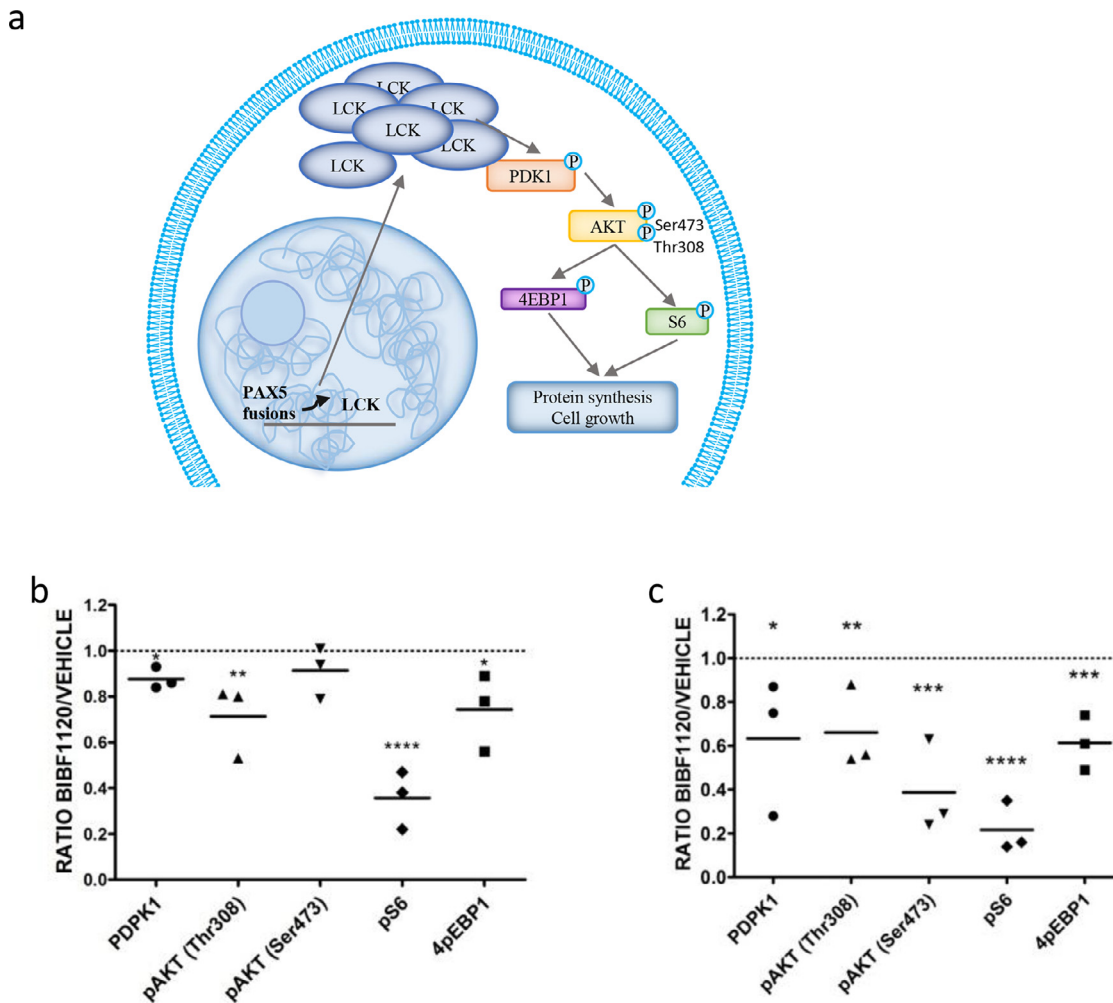 a
LCK
LCK
LCK
LCK
LCK
LCK
PDK1
P
AKT
P
P
Ser473
Thr308
4EBP1
P
S6
P
PAX5
fusions
LCK
Protein synthesis
Cell growth
b
RATIO BIBF1120/VEHICLE
1.2
1.0
0.8
0.6
0.4
0.2
0.0
*
**
****
*
PDPK1
pAKT (Thr308)
pAKT (Ser473)
pS6
4pEBP1
c
RATIO BIBF1120/VEHICLE
1.2
1.0
0.8
0.6
0.4
0.2
0.0
*
**
***
****
***
PDPK1
pAKT (Thr308)
pAKT (Ser473)
pS6
4pEBP1